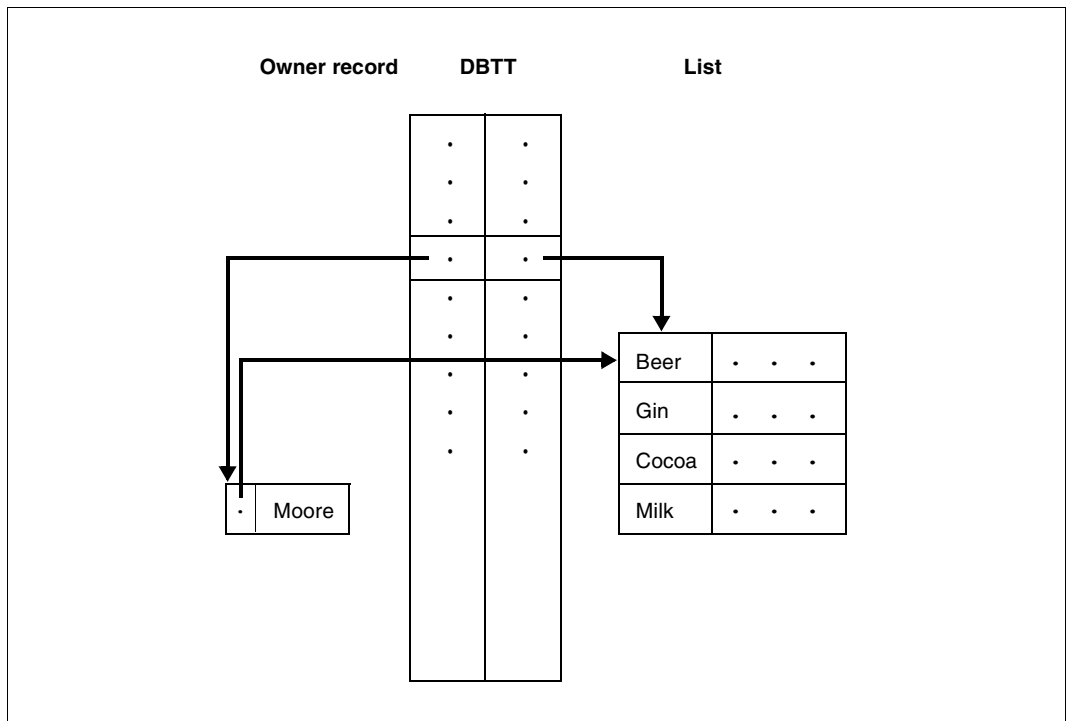 Owner record DBTT List
Beer . . .
Gin . . .
Cocoa . . .
Milk . . .
. Moore